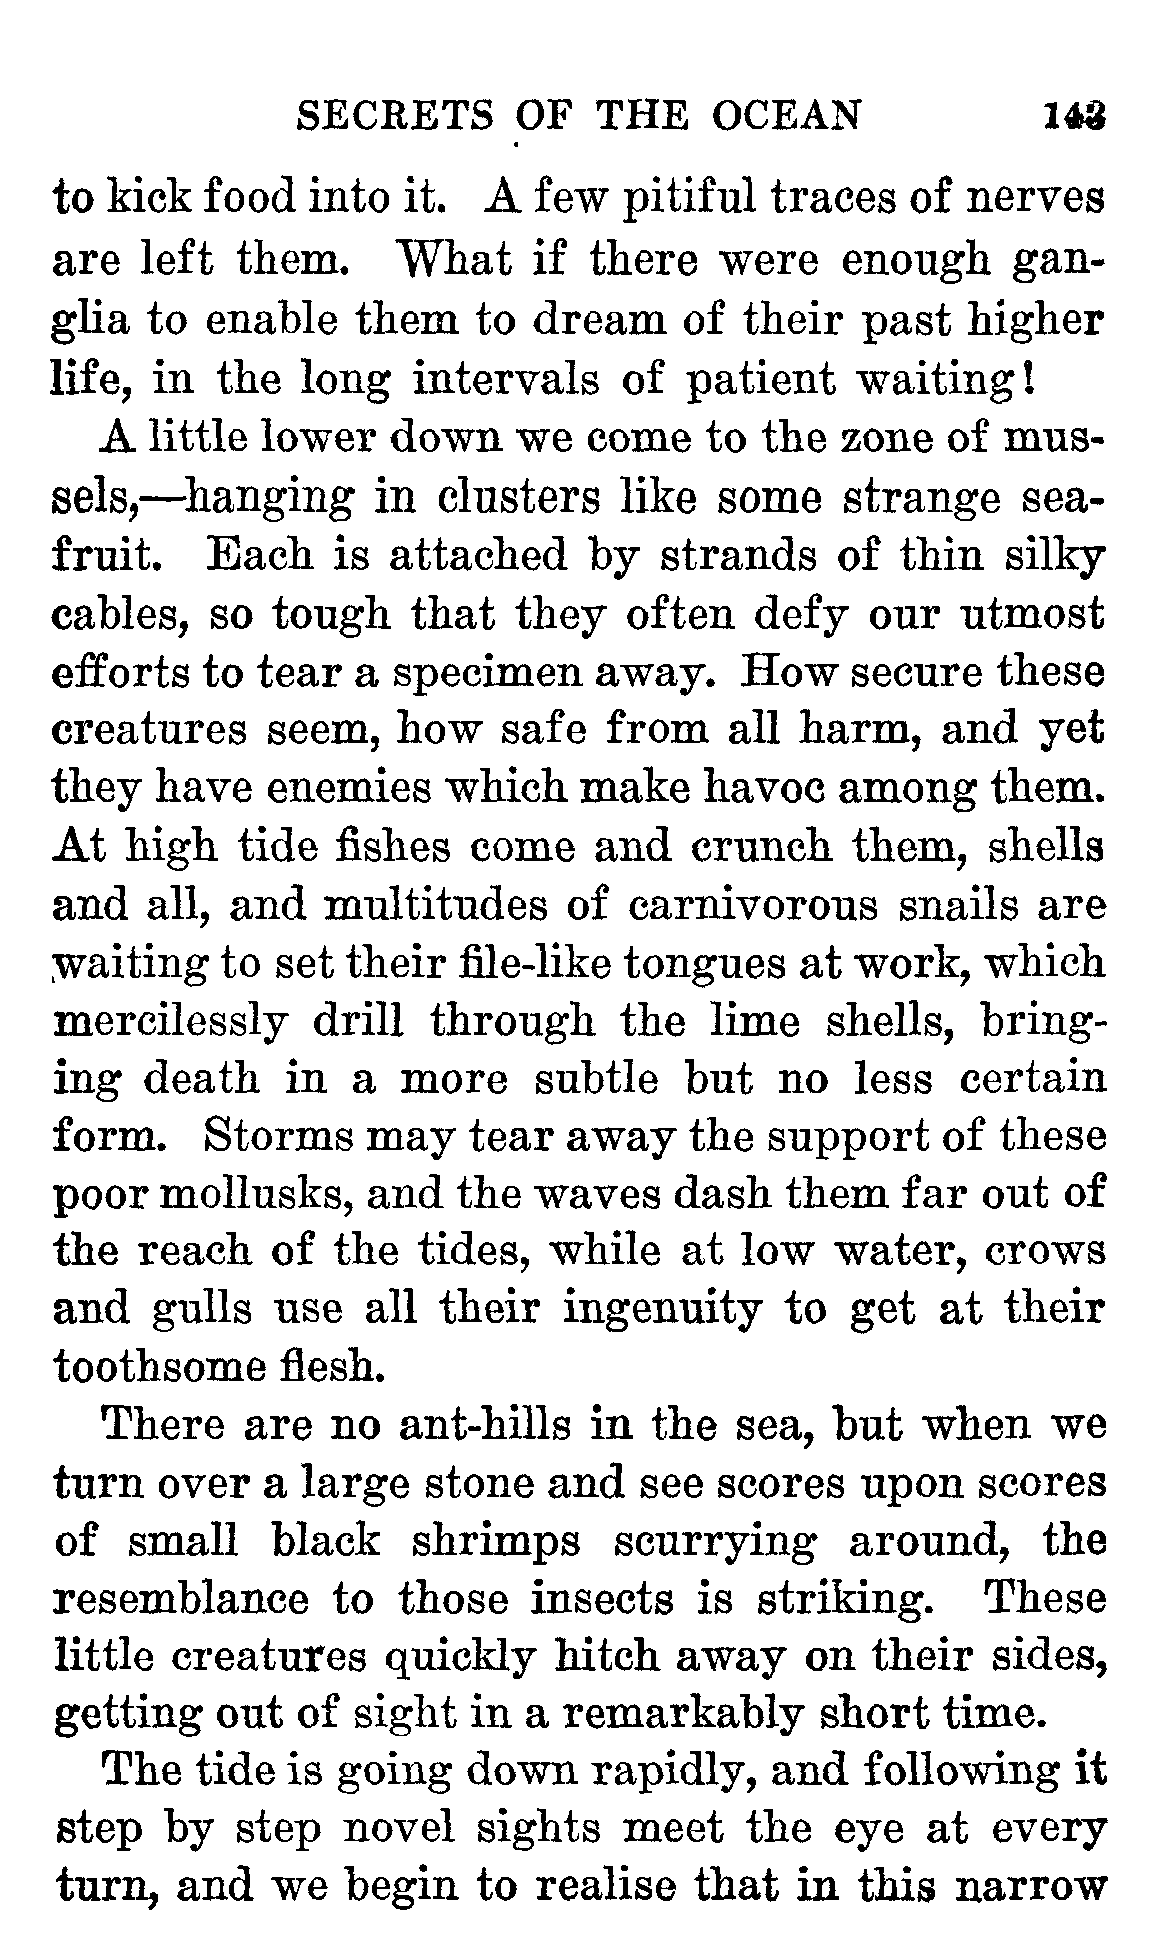 SECRETS OF THE OCEAN 143
to kick food into it. A few pitiful traces of nerves
are left them. What if there were enough gan-
glia to enable them to dream of their past higher
life, in the long intervals of patient waiting!
A little lower down we come to the zone of mus-
sels,—hanging in clusters like some strange sea-
fruit. Each is attached by strands of thin silky
cables, so tough that they often defy our utmost
efforts to tear a specimen away. How secure these
creatures seem, how safe from all harm, and yet
they have enemies which make havoc among them.
At high tide fishes come and crunch them, shells
and all, and multitudes of carnivorous snails are
waiting to set their file-like tongues at work, which
mercilessly drill through the lime shells, bring-
ing death in a more subtle but no less certain
form. Storms may tear away the support of these
poor mollusks, and the waves dash them far out of
the reach of the tides, while at low water, crows
and gulls use all their ingenuity to get at their
toothsome flesh.
There are no ant-hills in the sea, but when we
turn over a large stone and see scores upon scores
of small black shrimps scurrying around, the
resemblance to those insects is striking. These
little creatures quickly hitch away on their sides,
getting out of sight in a remarkably short time.
The tide is going down rapidly, and following it
step by step novel sights meet the eye at every
turn, and we begin to realise that in this narrow